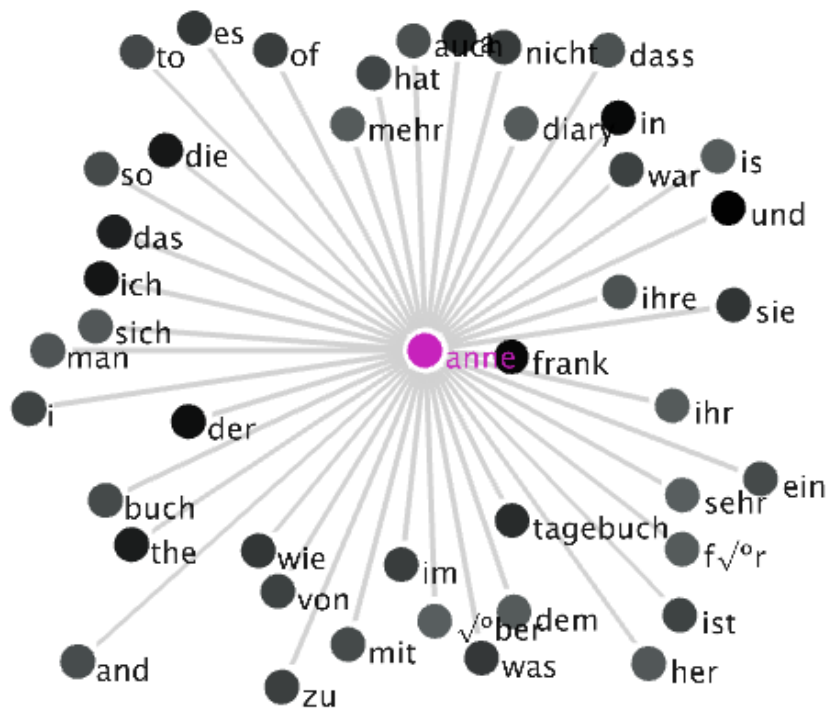 es
to
of
auch
a
nicht
dass
hat
mehr
diary
in
die
so
war
is
und
das
ich
ihre
sie
sich
man
anne
frank
i
der
ihr
buch
the
ein
sehr
tagebuch
f√ºr
wie
im
von
√ºber
dem
ist
mit
was
her
and
zu